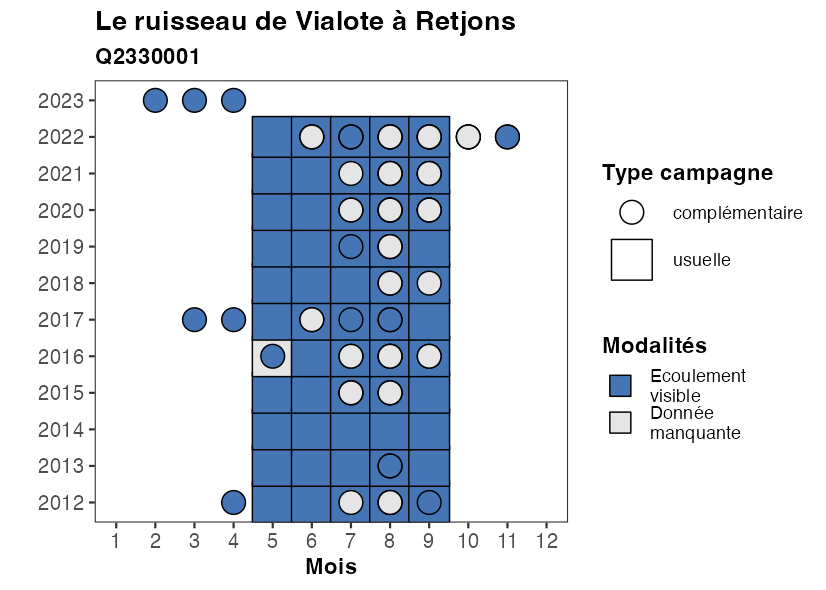 Le ruisseau de Vialote à Retjons
Q2330001
2023
2022
2021
2020
2019
2018
2017
2016
2015
2014
2013
2012
1 2 3 4 5 6 7 8 9 10 11 12
Mois
Type campagne
complémentaire
usuelle
Modalités
Ecoulement
visible
Donnée
manquante